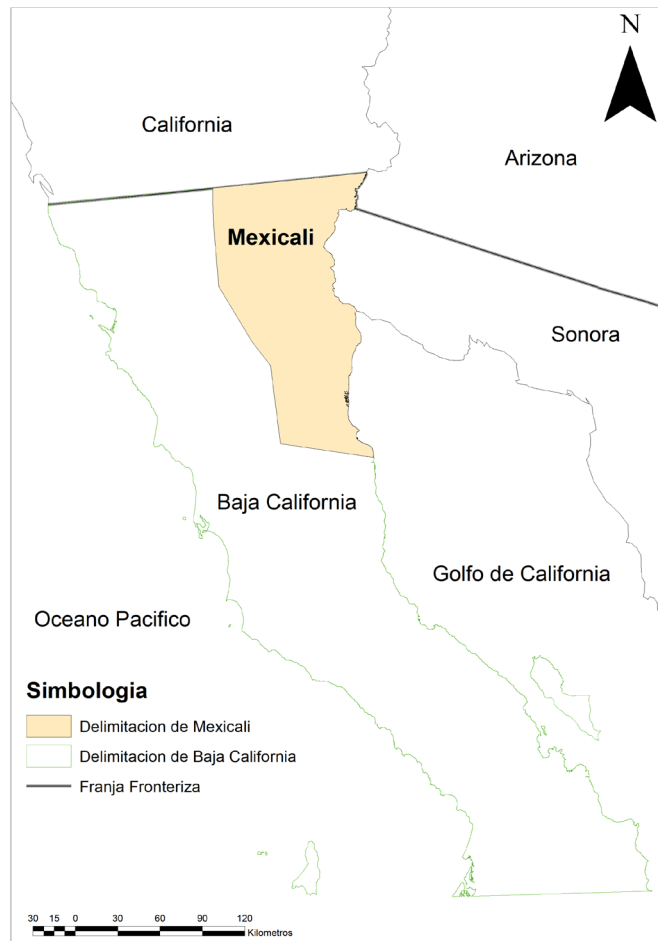 N
California
Arizona
Mexicali
Sonora
Baja California
Golfo de California
Oceano Pacifico
Simbologia
Delimitacion de Mexicali
Delimitacion de Baja California
Franja Fronteriza
30 15 0 30 60 90 120
Kilometros